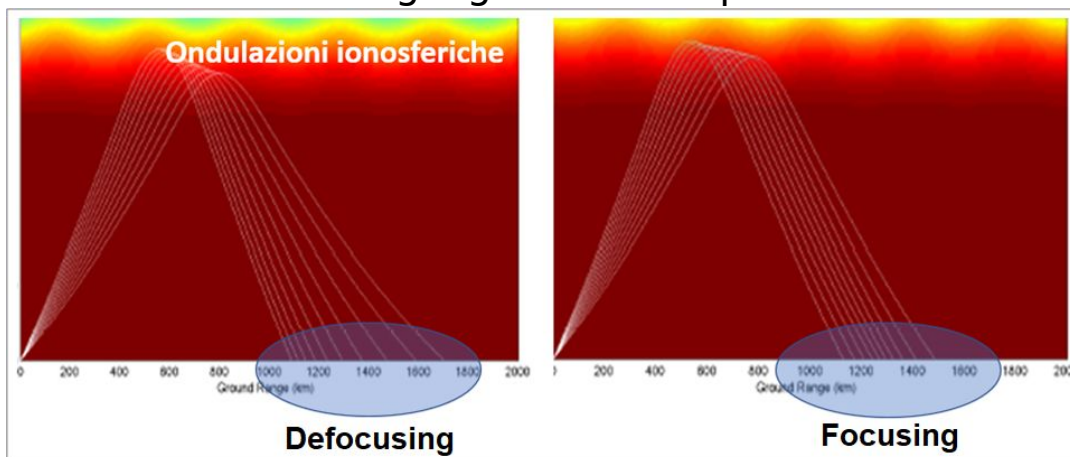 Ondulazioni ionosferiche
0 200 400 600 800 1000 1200 1400 1600 1800 2000
Ground Range (km)
0 200 400 600 800 1000 1200 1400 1600 1800
Ground Range (km)
Defocusing
Focusing